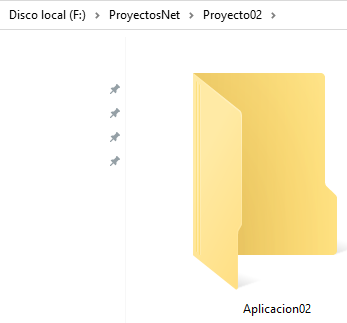 Disco local (F:) > ProyectosNet > Proyecto02 >
Aplicacion02